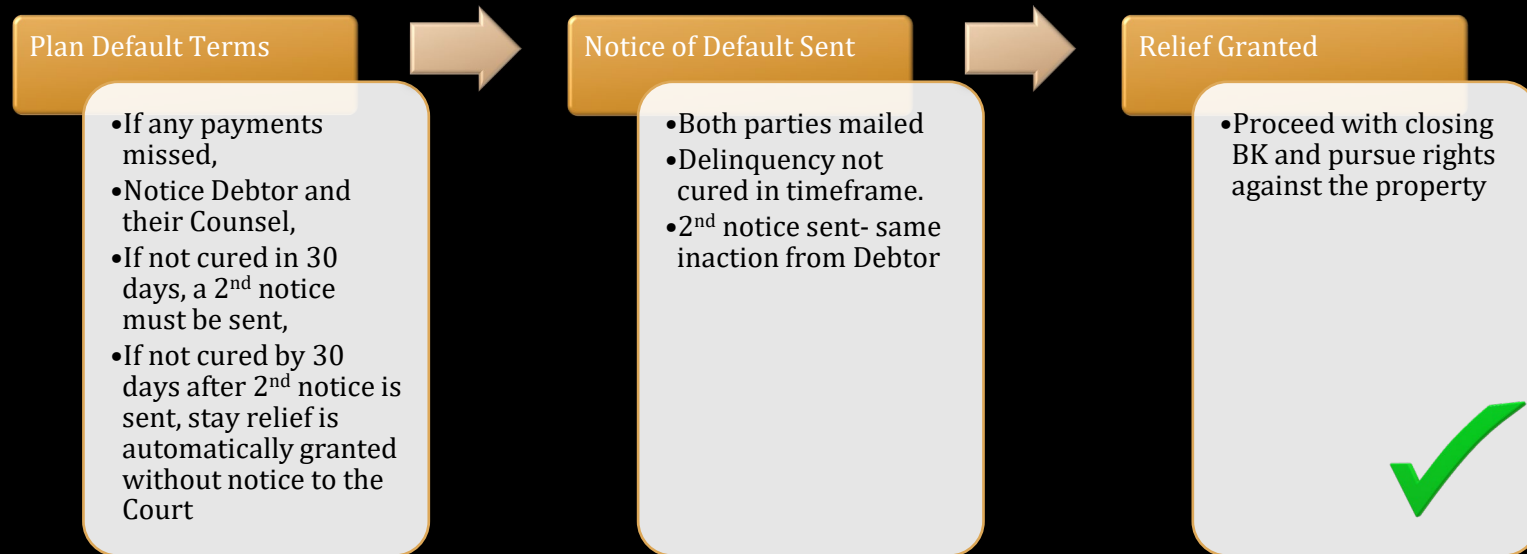 Plan Default Terms
•If any payments
missed,
•Notice Debtor and
their Counsel,
•If not cured in 30
days, a 2nd notice
must be sent,
•If not cured by 30
days after 2nd notice is
sent, stay relief is
automatically granted
without notice to the
Court
Notice of Default Sent
•Both parties mailed
•Delinquency not
cured in timeframe.
•2nd notice sent- same
inaction from Debtor
Relief Granted
•Proceed with closing
BK and pursue rights
against the property